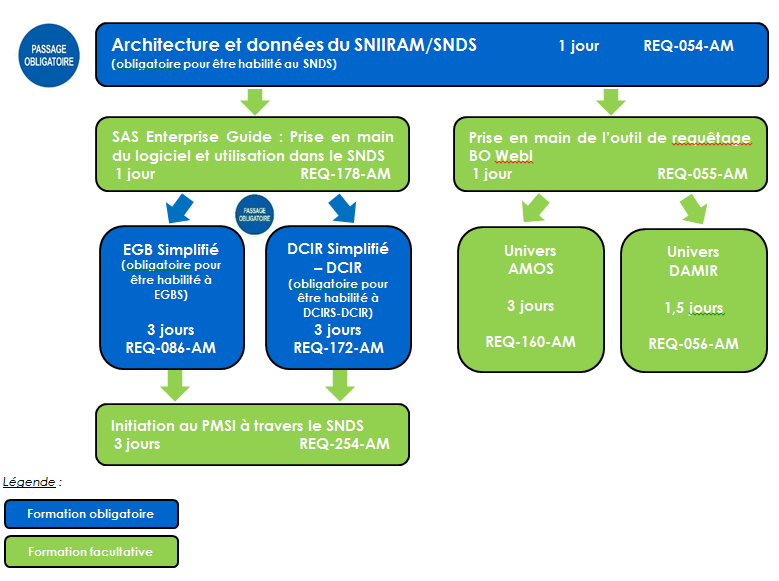 PASSAGE
OBLIGATOIRE
Architecture et données du SNIIRAM/SNDS 1 jour REQ-054-AM
(obligatoire pour être habilité au SNDS)
SAS Enterprise Guide : Prise en main
du logiciel et utilisation dans le SNDS
1 jour REQ-178-AM
Prise en main de l'outil de requêtage
BO WebI
1 jour REQ-055-AM
PASSAGE
OBLIGATOIRE
EGB Simplifié
(obligatoire pour
être habilité à
EGBS)
3 jours
REQ-086-AM
DCIR Simplifié
– DCIR
(obligatoire pour
être habilité à
DCIRS-DCIR)
3 jours
REQ-172-AM
Univers
AMOS
3 jours
REQ-160-AM
Univers
DAMIR
1,5 jours
REQ-056-AM
Initiation au PMSI à travers le SNDS
3 jours REQ-254-AM
Légende :
Formation obligatoire
Formation facultative